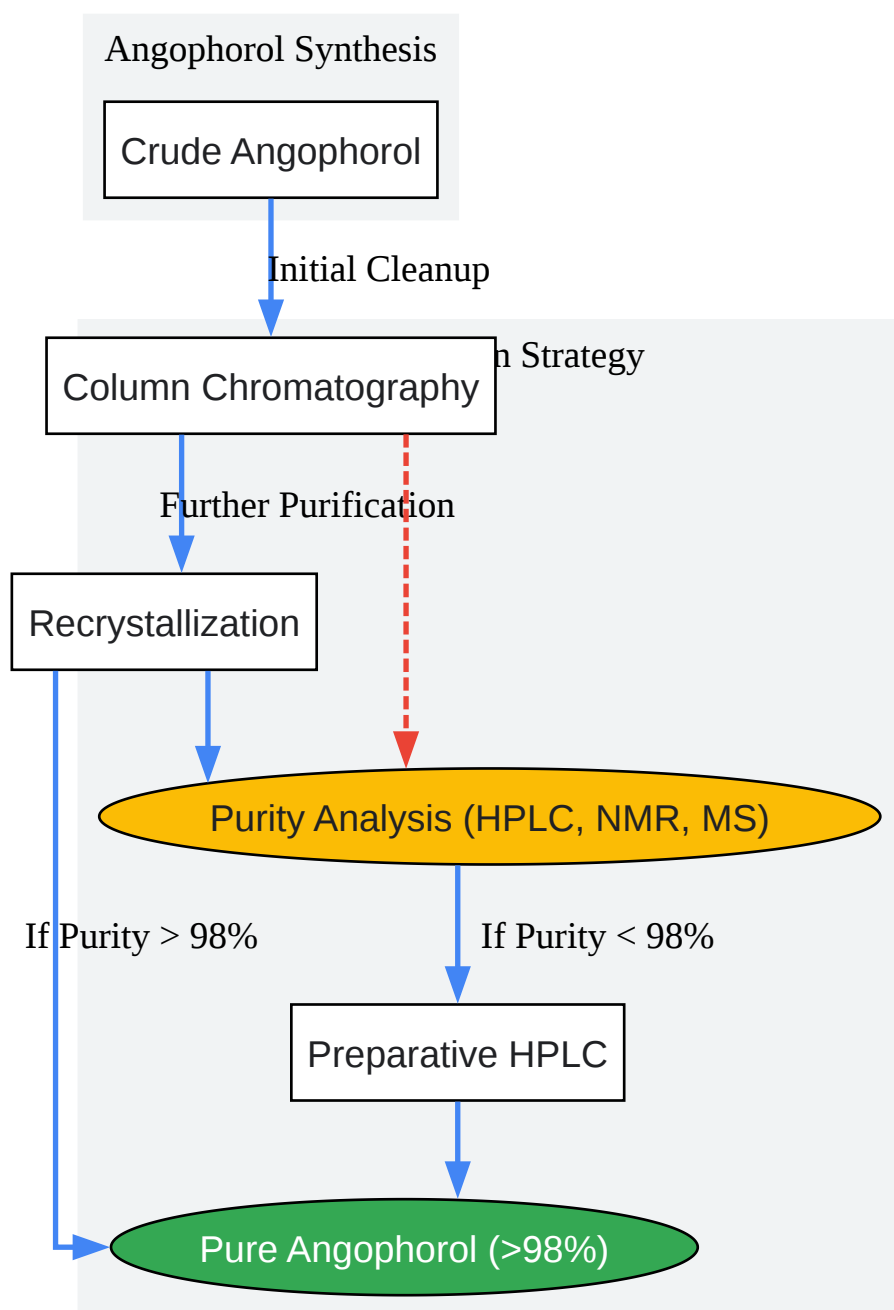 Angophorol Synthesis
Crude Angophorol
Initial Cleanup
Strategy
Column Chromatography
Further Purification
Recrystallization
Purity Analysis (HPLC, NMR, MS)
If Purity > 98%
If Purity < 98%
Preparative HPLC
Pure Angophorol (>98%)